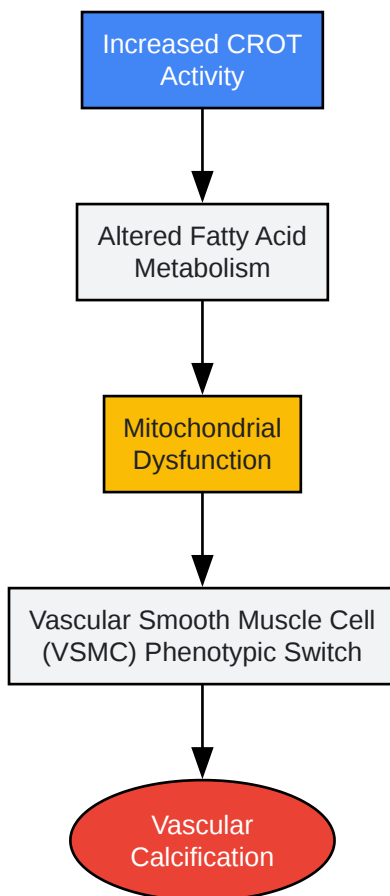 Increased CROT
Activity
Altered Fatty Acid
Metabolism
Mitochondrial
Dysfunction
Vascular Smooth Muscle Cell
(VSMC) Phenotypic Switch
Vascular
Calcification